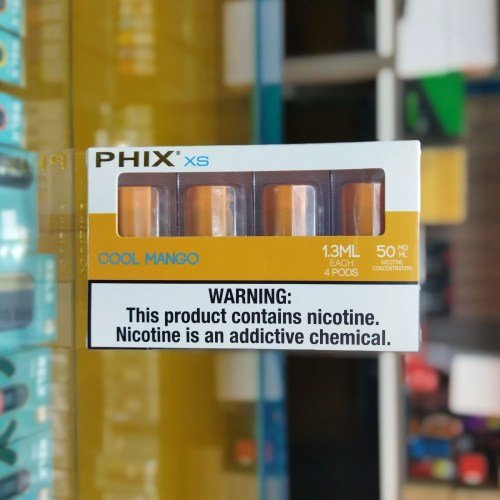 PHIX® XS
COOL MANGO
1.3ML
EACH
4 PODS
50 MG
ML
NICOTINE
CONCENTRATION
WARNING:
This product contains nicotine.
Nicotine is an addictive chemical.